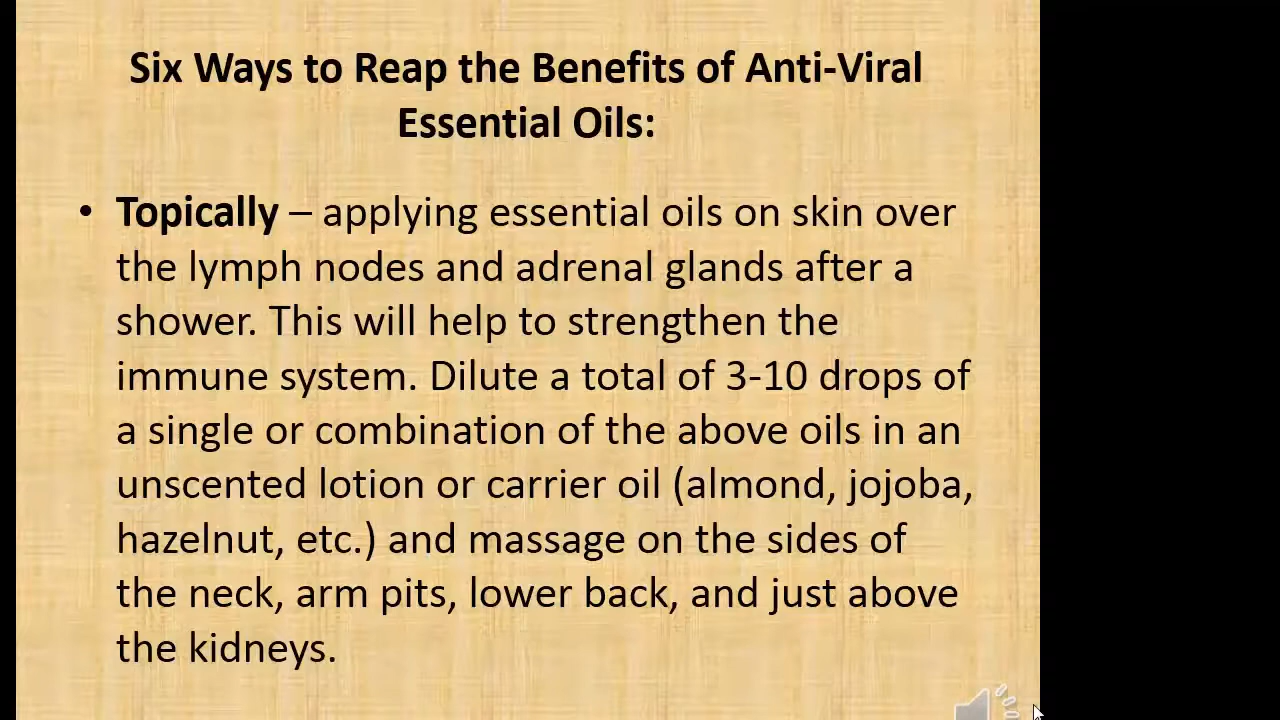 Six Ways to Reap the Benefits of Anti-Viral
Essential Oils:
• Topically – applying essential oils on skin over
the lymph nodes and adrenal glands after a
shower. This will help to strengthen the
immune system. Dilute a total of 3-10 drops of
a single or combination of the above oils in an
unscented lotion or carrier oil (almond, jojoba,
hazelnut, etc.) and massage on the sides of
the neck, arm pits, lower back, and just above
the kidneys.